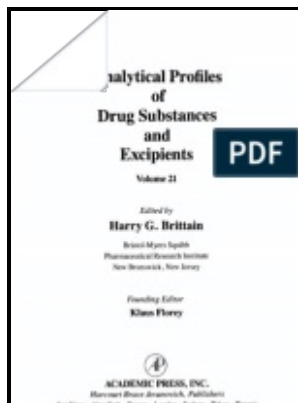 nalytical Profiles
of
Drug Substances
and
Excipients
PDF
Volume 21
Edited by
Harry G. Brittain
Bristol-Myers Squibb
Pharmaceutical Research Institute
New Brunswick, New Jersey
Founding Editor
Klaus Florey
AP
ACADEMIC PRESS, INC.
Harcourt Brace Jovanovich, Publishers